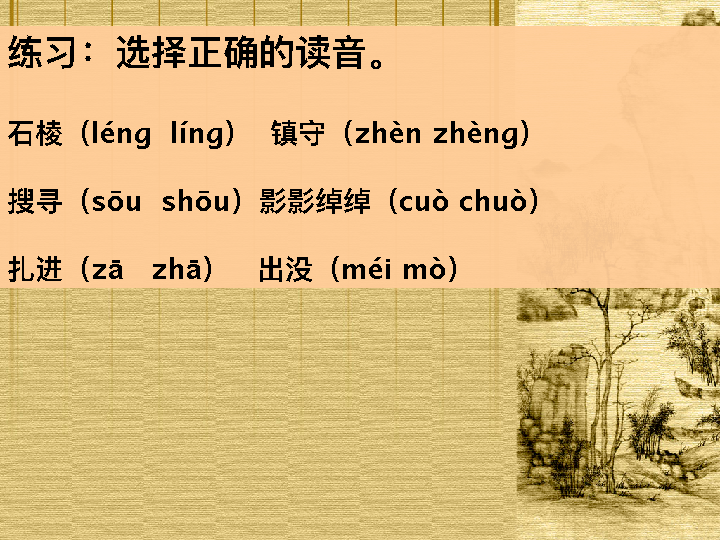 练习：选择正确的读音。
石棱（léng líng） 镇守（zhèn zhèng）
搜寻（sōu shōu）影影绰绰（cuò chuò）
扎进（zā zhā） 出没（méi mò）